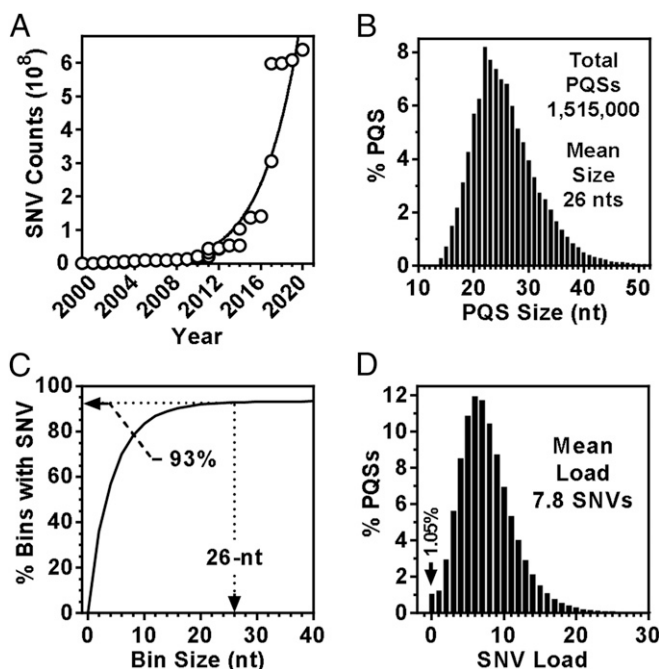 A
SNV Counts (10⁸)
6
5
3
2
0
2000
2004
2008
2012
2016
2020
Year
B
% PQS
8
6
4
2
0
Total
PQSs
1,515,000
Mean
Size
26 nts
10
20
30
40
50
PQS Size (nt)
C
% Bins with SNV
100
80
60
40
20
0
93%
26-nt
0
10
20
30
40
Bin Size (nt)
D
% PQSs
12
10
8
6
4
2
0
1.05%
Mean
Load
7.8 SNVs
0
10
20
30
SNV Load